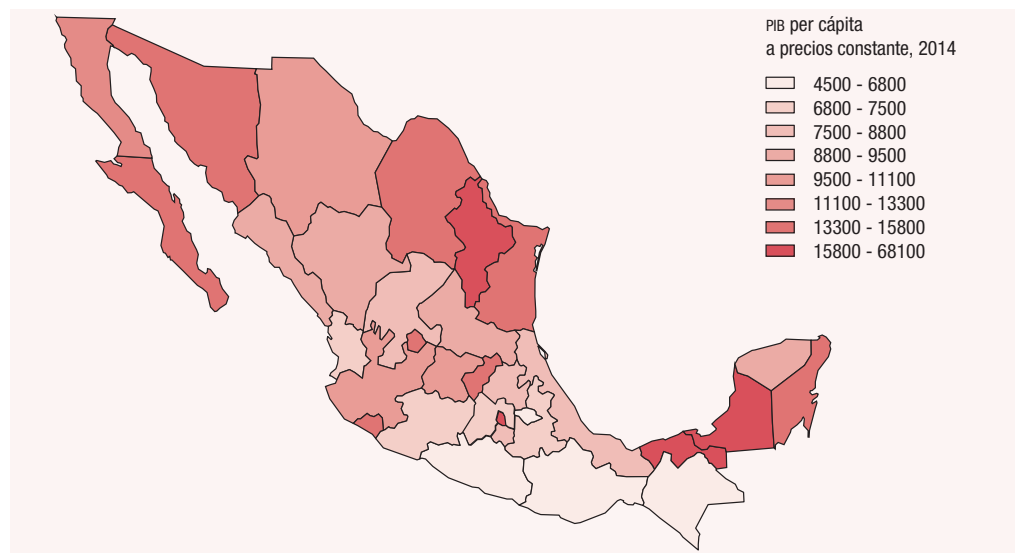 PIB per cápita
a precios constante, 2014
4500 - 6800
6800 - 7500
7500 - 8800
8800 - 9500
9500 - 11100
11100 - 13300
13300 - 15800
15800 - 68100